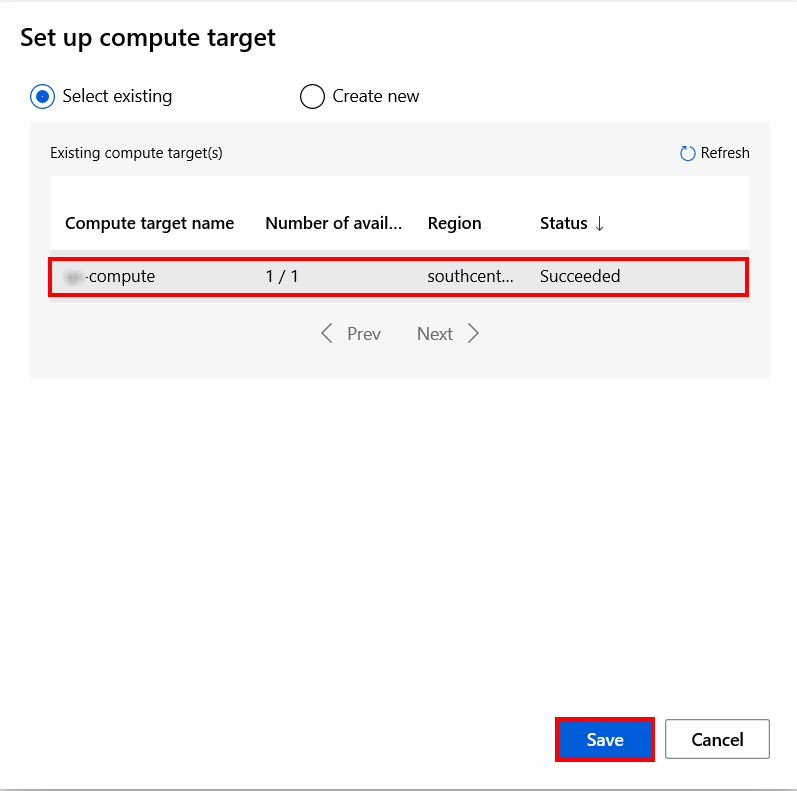 Set up compute target
Select existing Create new
Existing compute target(s) Refresh
Compute target name Number of avail... Region Status ↓
-compute 1 / 1 southcent... Succeeded
Prev Next
Save Cancel